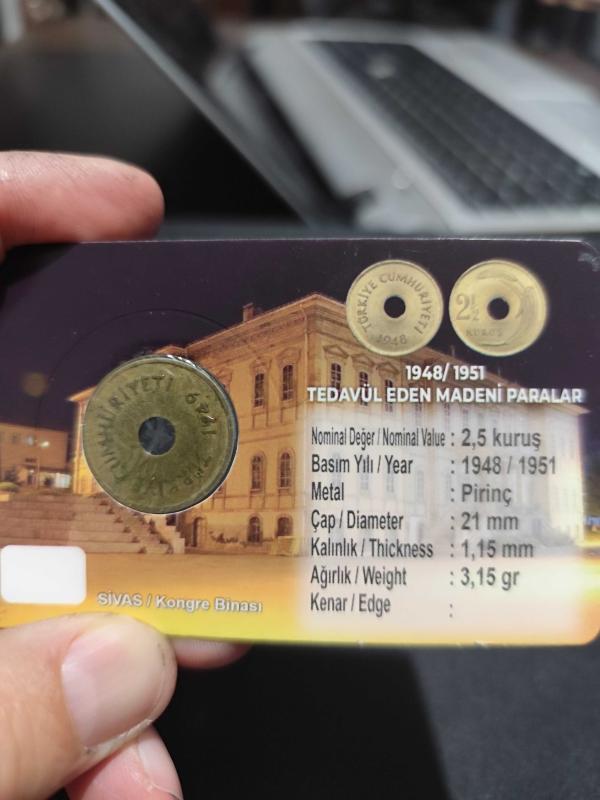 TÜRKİYE CUMHURİYETİ
1948
2½
KURUŞ
1948/ 1951
TEDAVÜL EDEN MADENİ PARALAR
Nominal Değer / Nominal Value : 2,5 kuruş
Basım Yılı / Year : 1948 / 1951
Metal : Pirinç
Çap / Diameter : 21 mm
Kalınlık / Thickness : 1,15 mm
Ağırlık / Weight : 3,15 gr
Kenar / Edge :
CUMHURİYETİ
1949
SİVAS / Kongre Binası